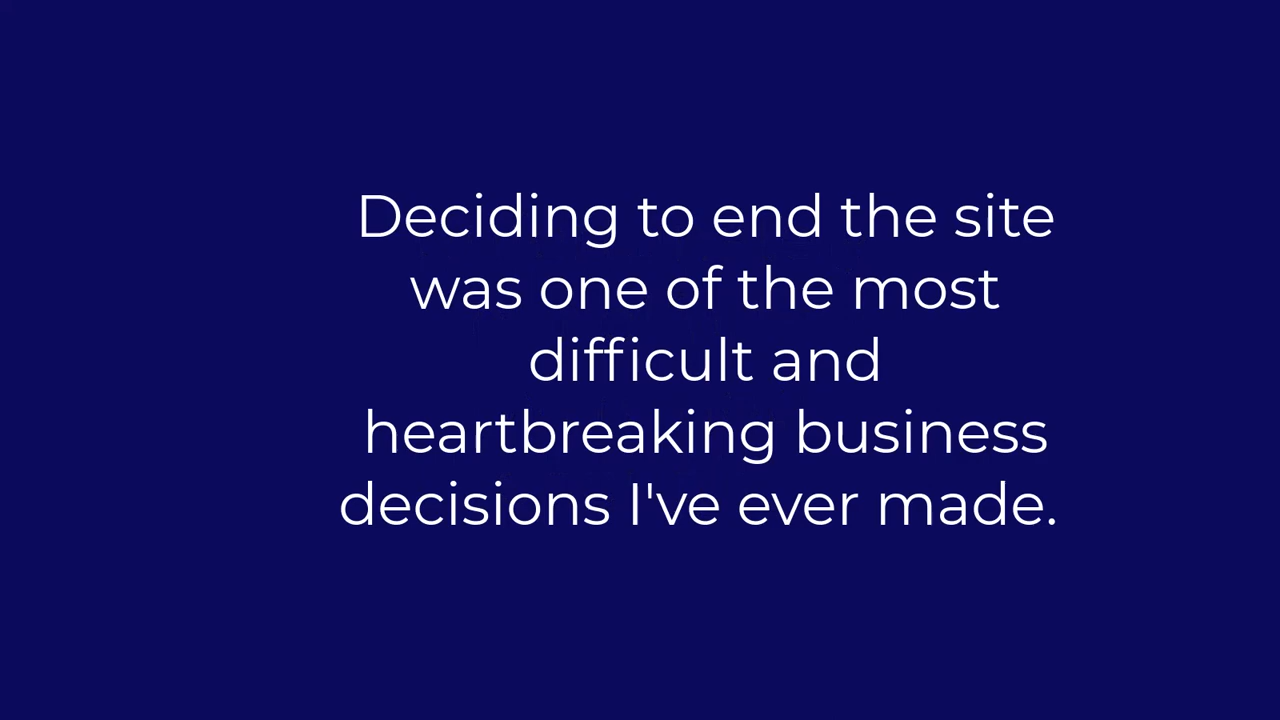 Deciding to end the site
was one of the most
difficult and
heartbreaking business
decisions I've ever made.